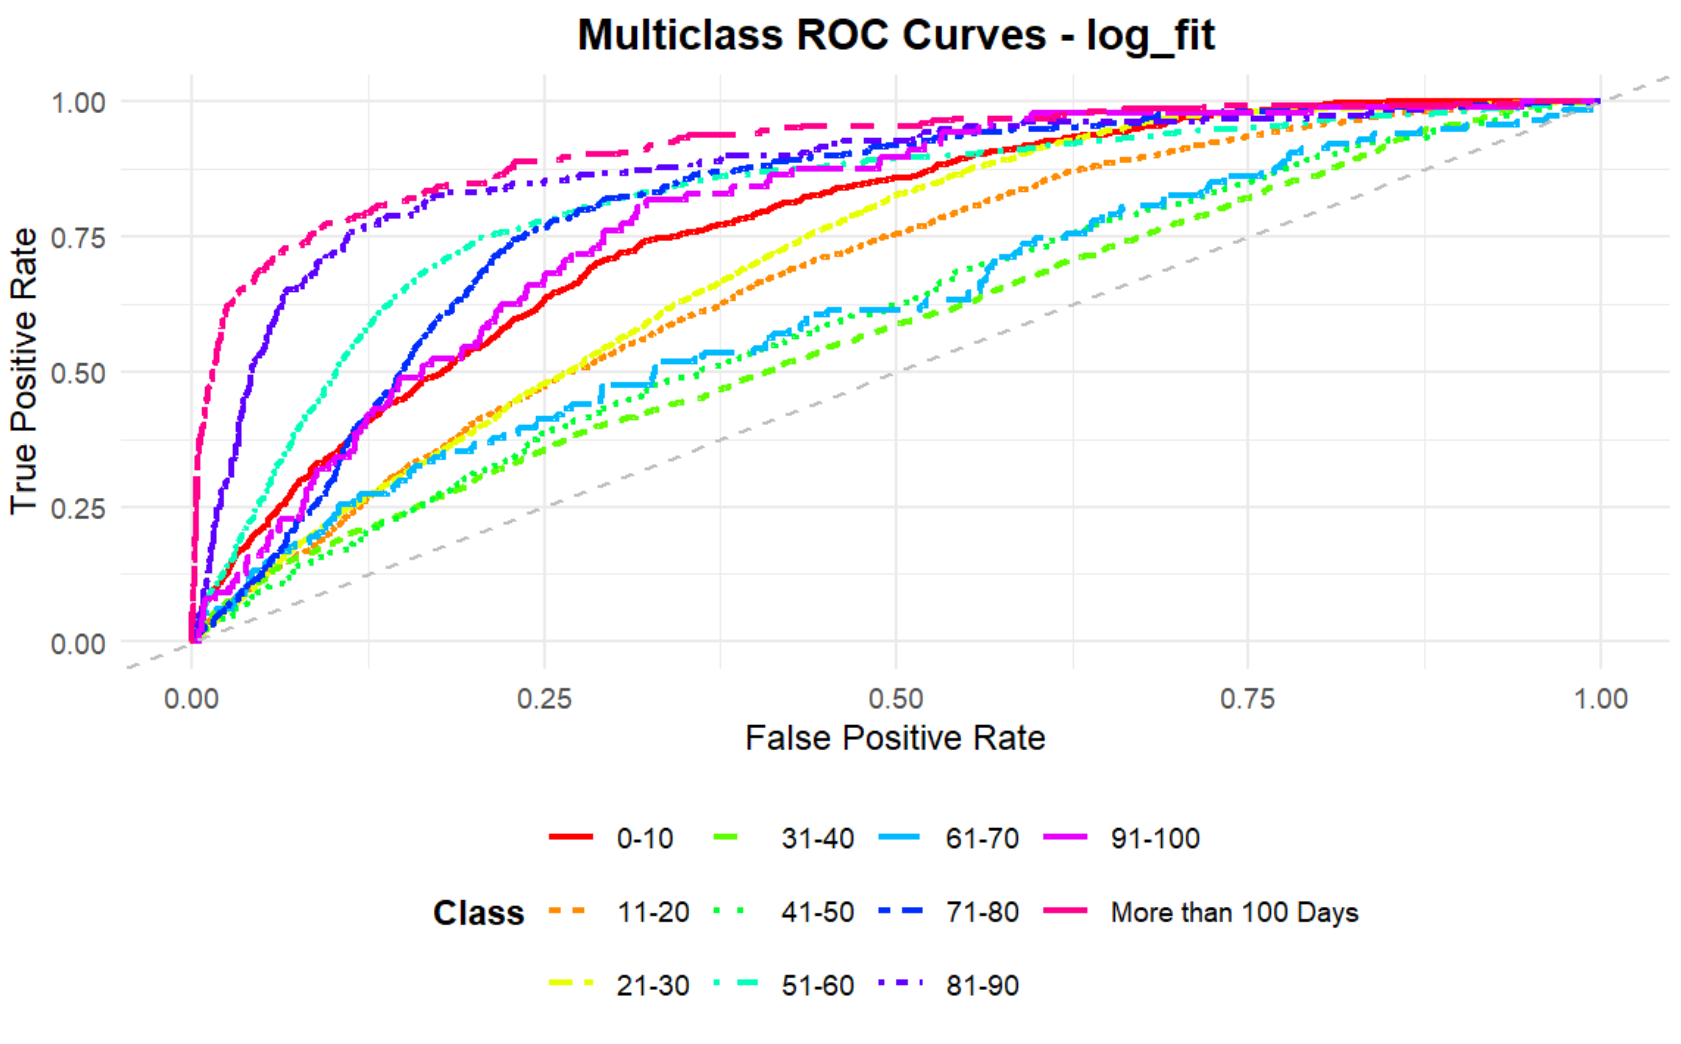 Multiclass ROC Curves - log_fit
True Positive Rate
1.00
0.75
0.50
0.25
0.00
0.00 0.25 0.50 0.75 1.00
False Positive Rate
Class
0-10 31-40 61-70 91-100
11-20 41-50 71-80 More than 100 Days
21-30 51-60 81-90